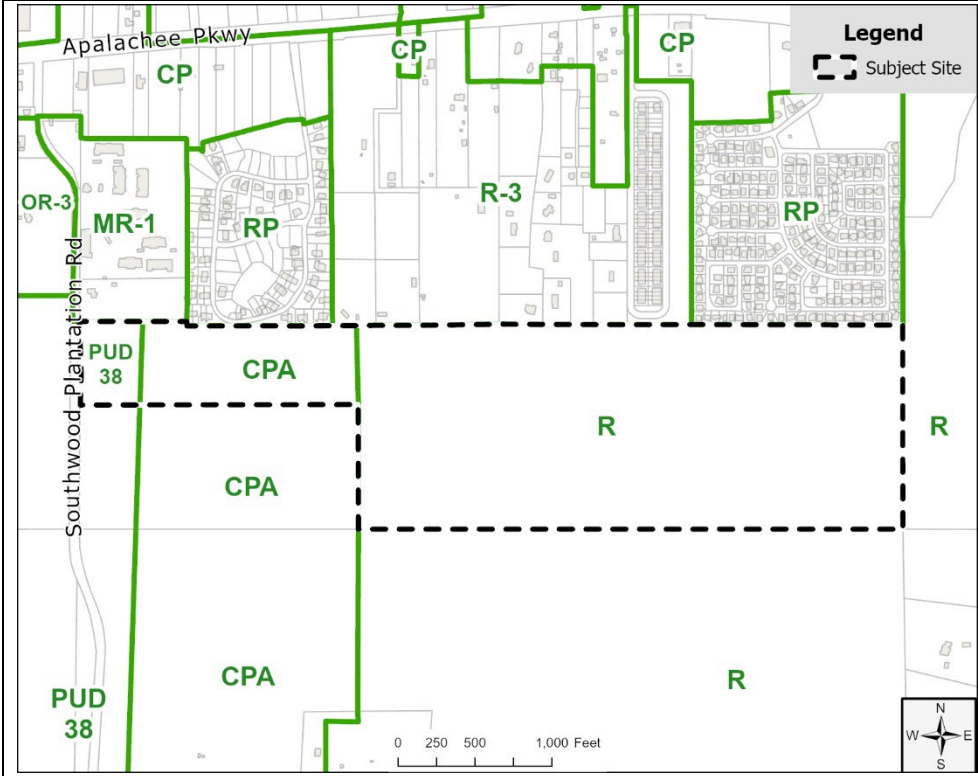 Apalachee Pkwy
CP
CP
CP
Legend
Subject Site
OR-3
MR-1
RP
R-3
RP
Southwood Plantation Rd
PUD
38
CPA
R
R
CPA
CPA
R
PUD
38
0 250 500 1,000 Feet
N
W E
S